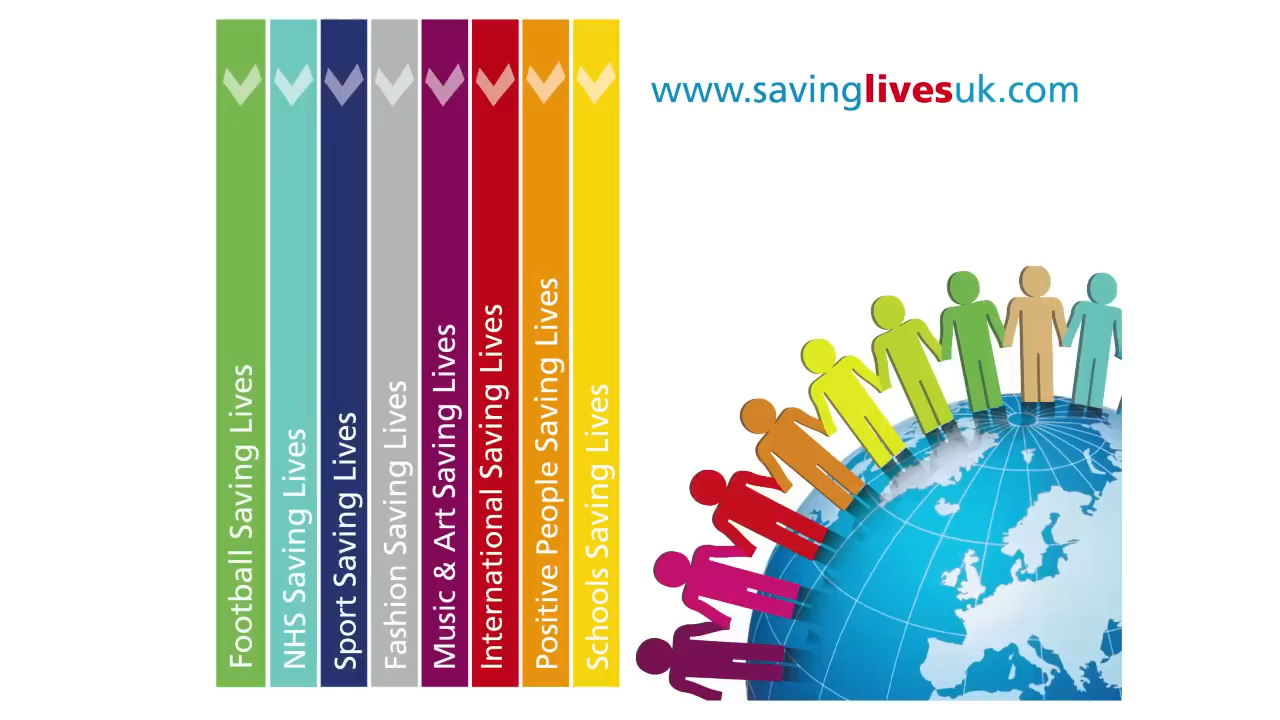 Football Saving Lives
NHS Saving Lives
Sport Saving Lives
Fashion Saving Lives
Music & Art Saving Lives
International Saving Lives
Positive People Saving Lives
Schools Saving Lives
www.savinglivesuk.com